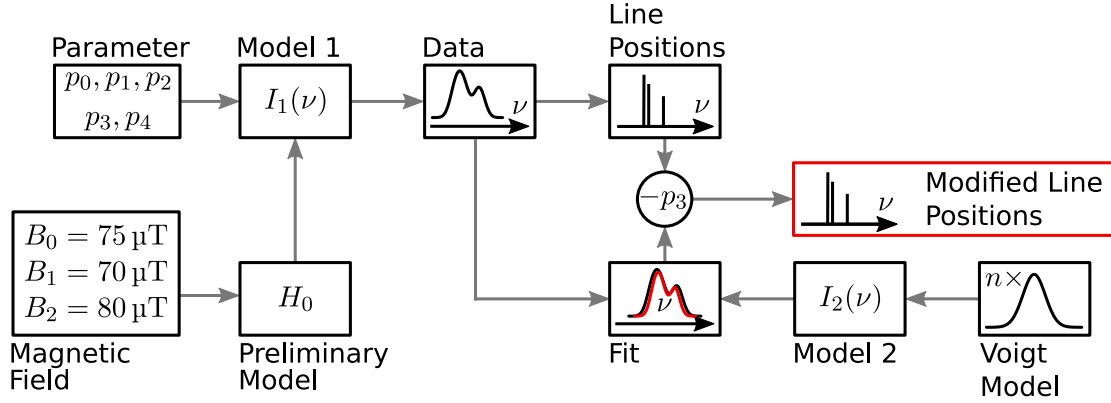 Parameter
p₀, p₁, p₂
p₃, p₄
Model 1
I₁(ν)
Data
ν
Line
Positions
ν
−p₃
ν
Modified Line
Positions
B₀ = 75 µT
B₁ = 70 µT
B₂ = 80 µT
Magnetic
Field
H₀
Preliminary
Model
ν
Fit
I₂(ν)
Model 2
n×
Voigt
Model